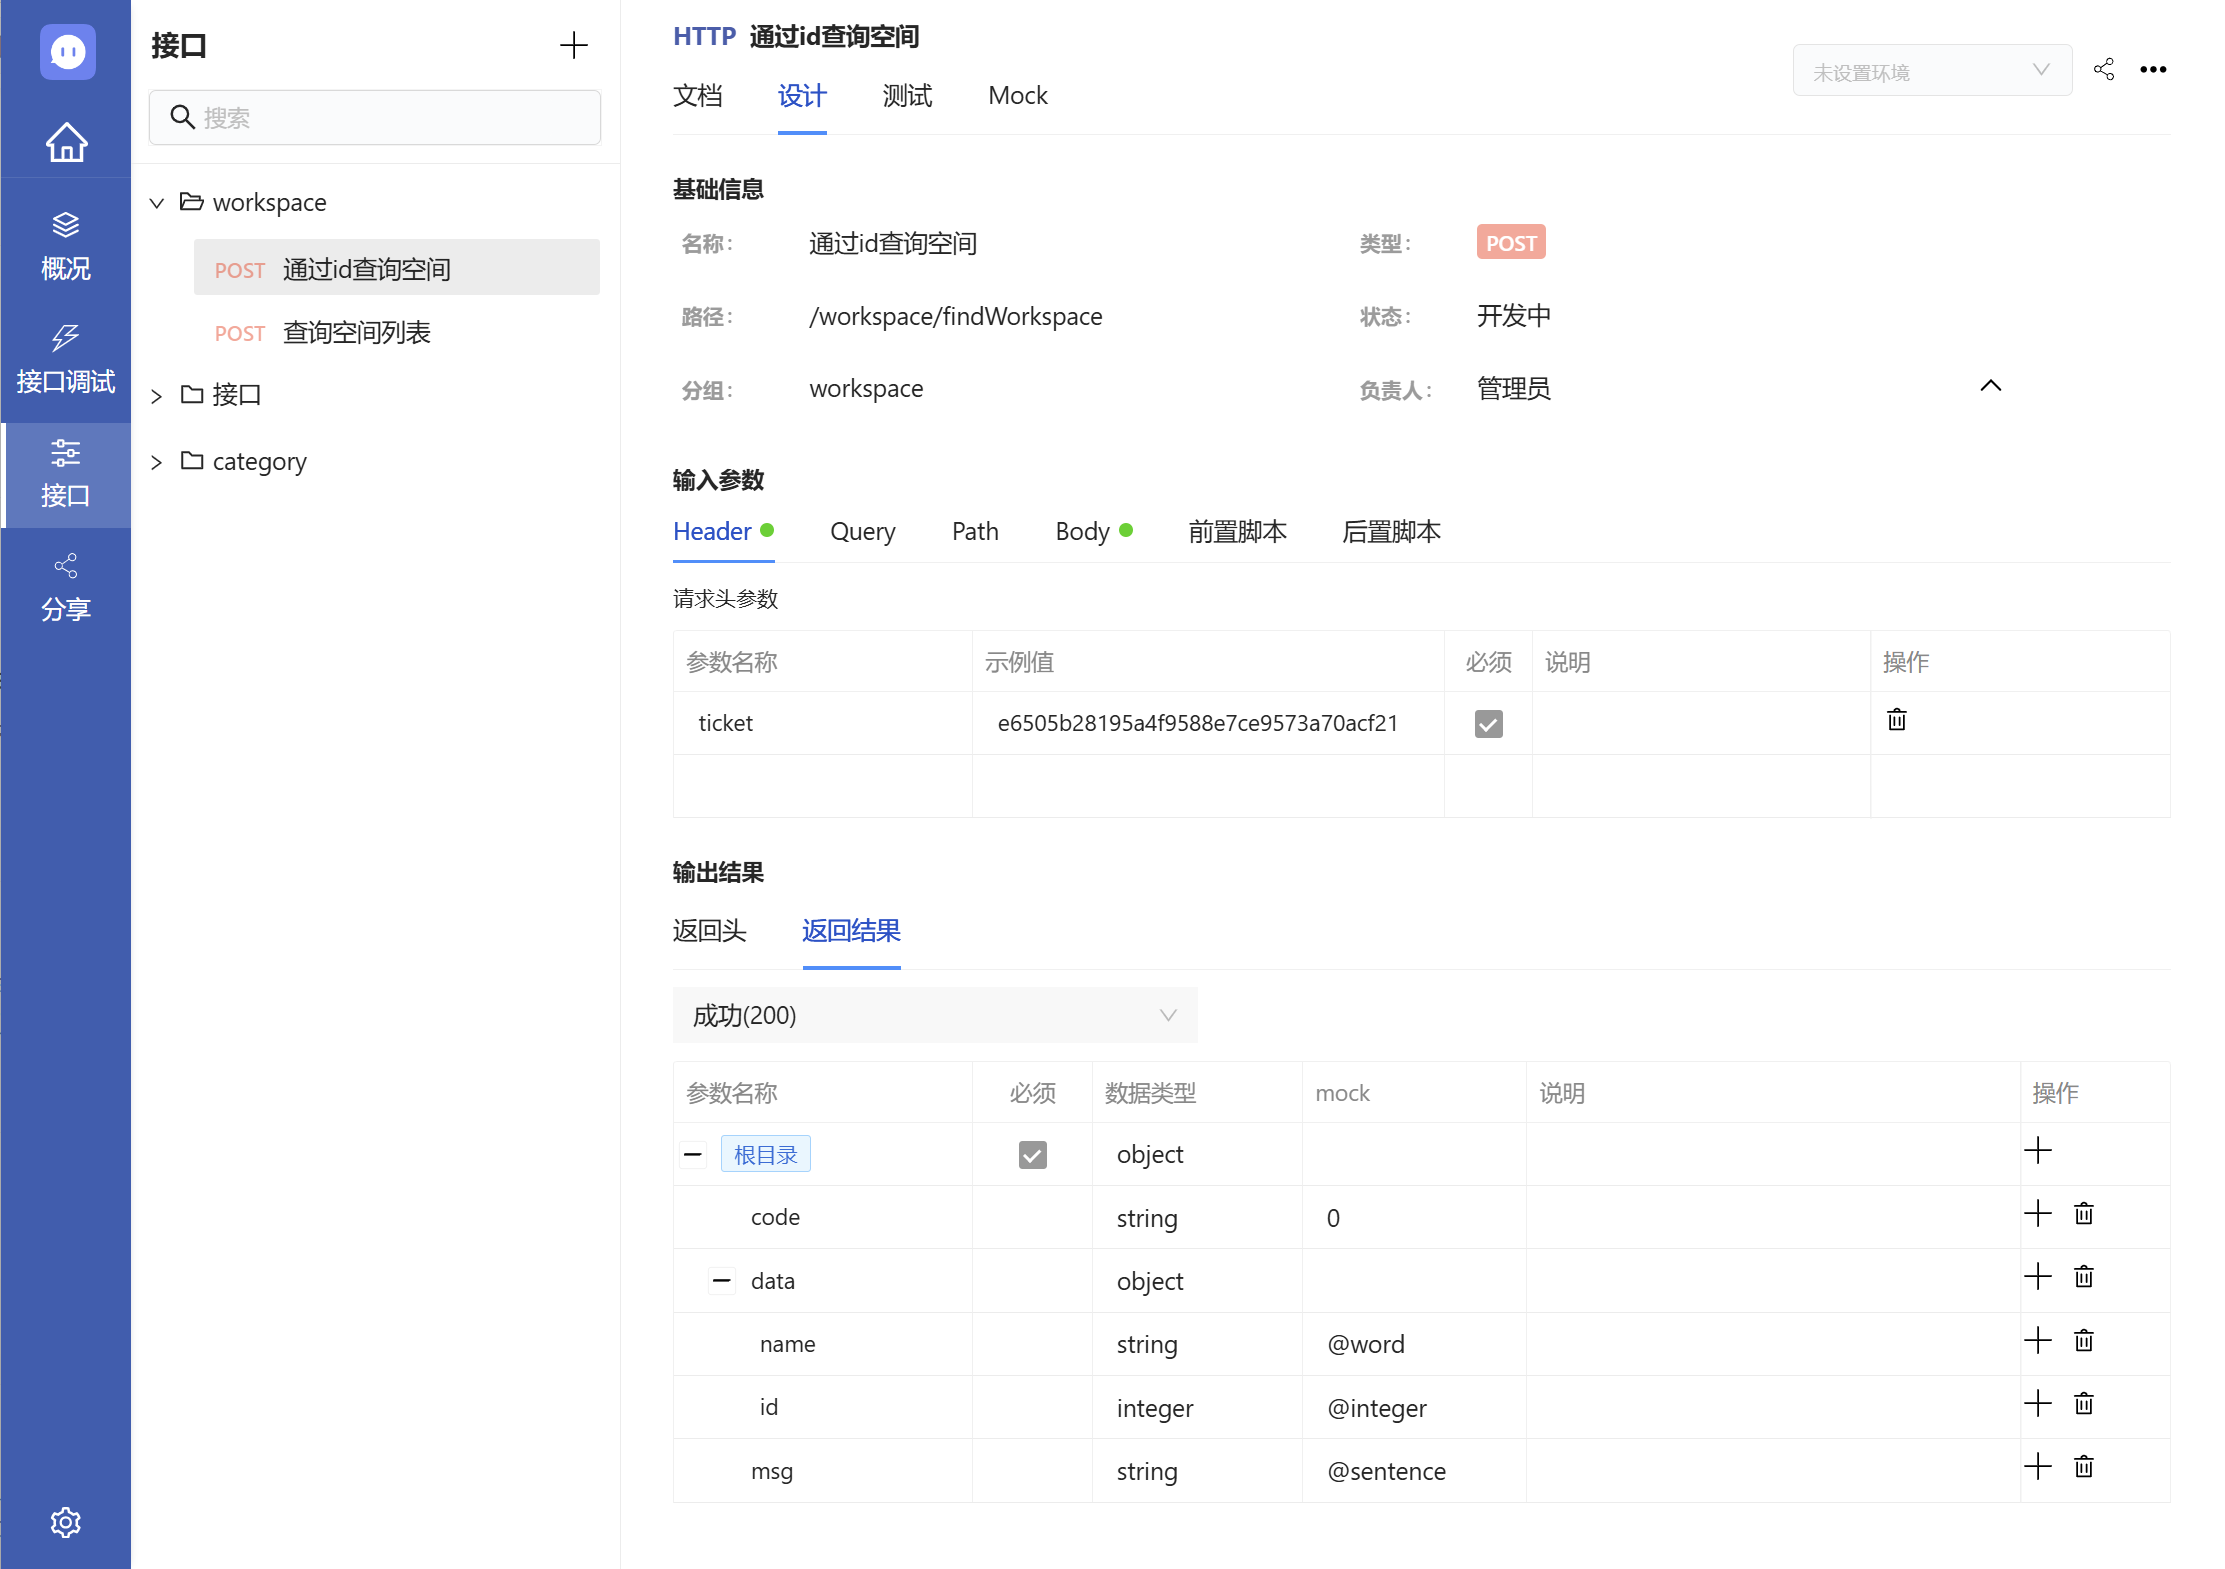 接口
搜索
workspace
POST 通过id查询空间
POST 查询空间列表
接口
category
概况
接口调试
接口
分享
HTTP 通过id查询空间
文档 设计 测试 Mock
未设置环境
基础信息
名称: 通过id查询空间 类型: POST
路径: /workspace/findWorkspace 状态: 开发中
分组: workspace 负责人: 管理员
输入参数
Header Query Path Body 前置脚本 后置脚本
请求头参数
参数名称 示例值 必须 说明 操作
ticket e6505b28195a4f9588e7ce9573a70acf21
输出结果
返回头 返回结果
成功(200)
参数名称 必须 数据类型 mock 说明 操作
根目录 object
code string 0
data object
name string @word
id integer @integer
msg string @sentence